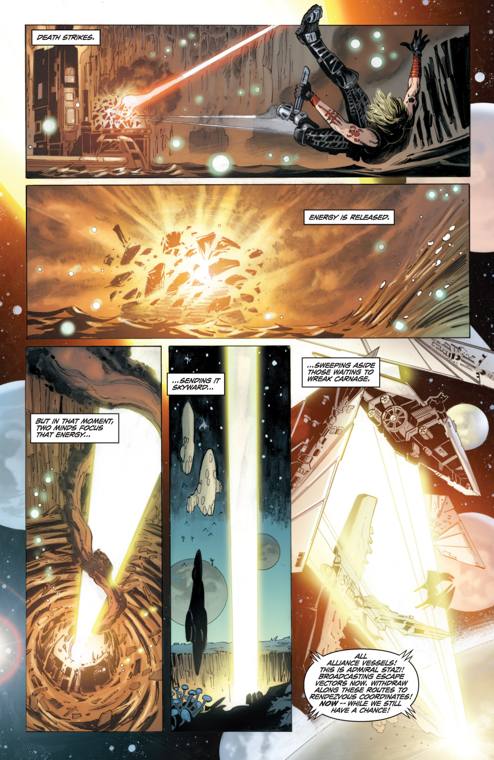 DEATH STRIKES.
ENERGY IS RELEASED.
BUT IN THAT MOMENT,
TWO MINDS FOCUS
THAT ENERGY...
...SENDING IT
SKYWARD...
...SWEEPING ASIDE
THOSE WAITING TO
WREAK CARNAGE.
ALL
ALLIANCE VESSELS!
THIS IS ADMIRAL STAZI!
BROADCASTING ESCAPE
VECTORS NOW. WITHDRAW
ALONG THESE ROUTES TO
RENDEZVOUS COORDINATES!
NOW -- WHILE WE STILL
HAVE A CHANCE!